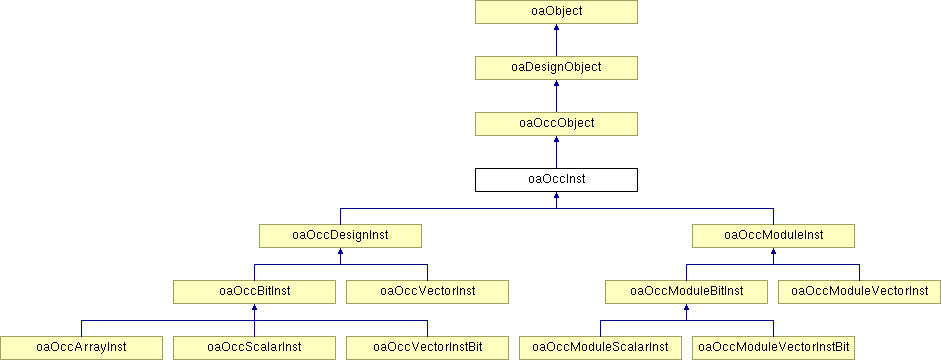 oaObject
oaDesignObject
oaOccObject
oaOccInst
oaOccDesignInst
oaOccModuleInst
oaOccBitInst
oaOccVectorInst
oaOccModuleBitInst
oaOccModuleVectorInst
oaOccArrayInst
oaOccScalarInst
oaOccVectorInstBit
oaOccModuleScalarInst
oaOccModuleVectorInstBit